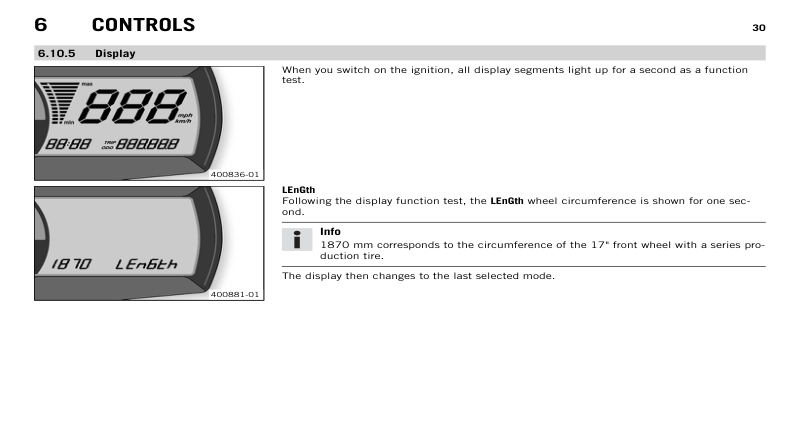 6 CONTROLS 30
6.10.5 Display
max
888
mph
km/h
min
88:88 TRIP ODO 888888
400836-01
When you switch on the ignition, all display segments light up for a second as a function
test.
1870 LEnGth
400881-01
LEnGth
Following the display function test, the LEnGth wheel circumference is shown for one sec-
ond.
i
Info
1870 mm corresponds to the circumference of the 17" front wheel with a series pro-
duction tire.
The display then changes to the last selected mode.